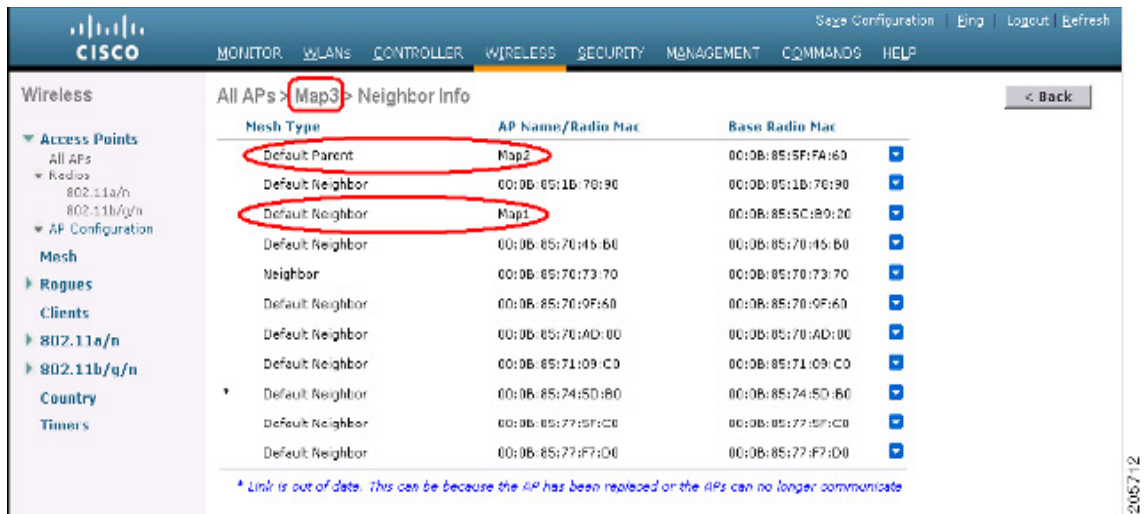 Save Configuration | Ping | Logout | Refresh
CISCO
MONITOR WLANs CONTROLLER WIRELESS SECURITY MANAGEMENT COMMANDS HELP
Wireless
Access Points
All APs
Radios
802.11a/n
802.11b/g/n
AP Configuration
Mesh
Rogues
Clients
802.11a/n
802.11b/g/n
Country
Timers
All APs > Map3 > Neighbor Info
< Back
Mesh Type AP Name/Radio Mac Base Radio Mac
Default Parent Map2 00:0B:85:5F:FA:60
Default Neighbor 00:0B:85:1B:78:90 00:0B:85:1B:78:90
Default Neighbor Map1 00:0B:85:5C:B9:20
Default Neighbor 00:0B:85:70:46:B0 00:0B:85:70:46:B0
Neighbor 00:0B:85:70:73:70 00:0B:85:70:73:70
Default Neighbor 00:0B:85:70:9F:60 00:0B:85:70:9F:60
Default Neighbor 00:0B:85:70:AD:00 00:0B:85:70:AD:00
Default Neighbor 00:0B:85:71:09:C0 00:0B:85:71:09:C0
* Default Neighbor 00:0B:85:74:5D:80 00:0B:85:74:5D:80
Default Neighbor 00:0B:85:77:5F:C0 00:0B:85:77:5F:C0
Default Neighbor 00:0B:85:77:F7:D0 00:0B:85:77:F7:D0
* Link is out of date. This can be because the AP has been replaced or the APs can no longer communicate
205712